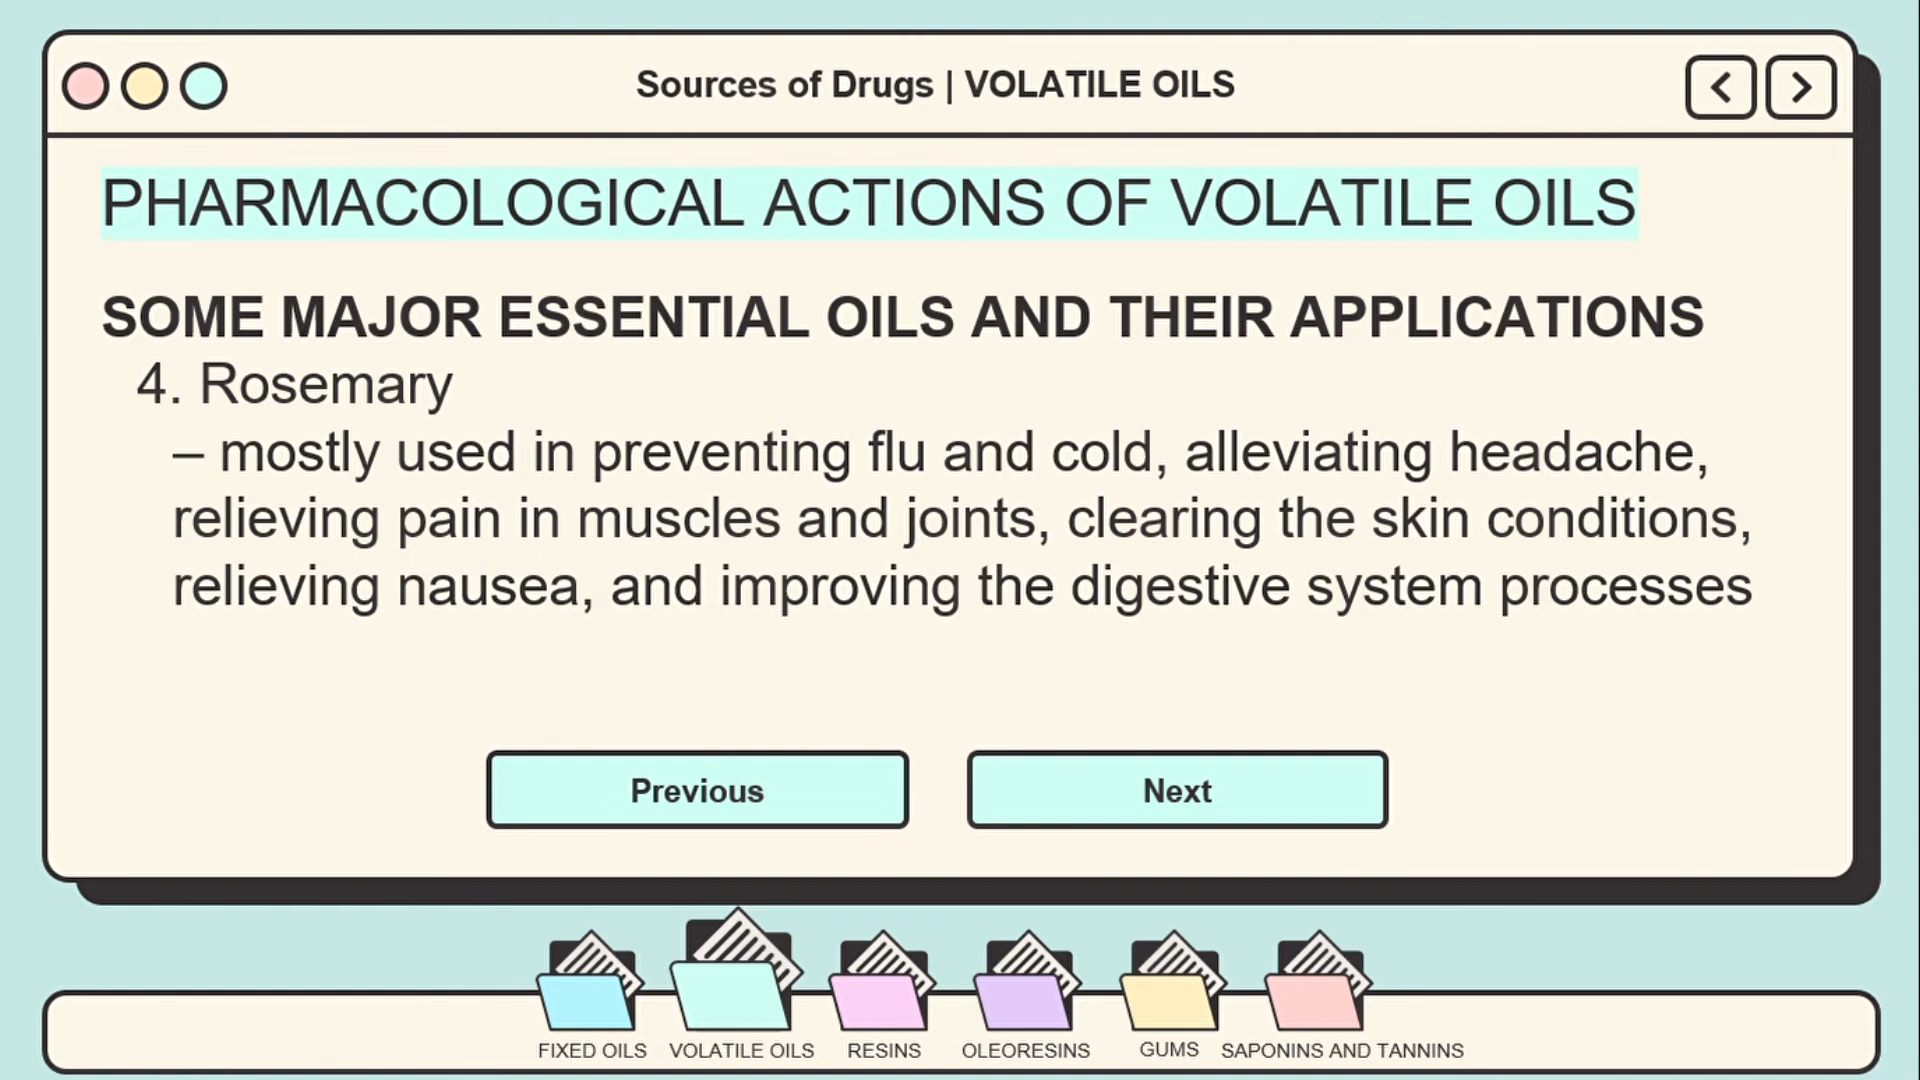 Sources of Drugs | VOLATILE OILS
PHARMACOLOGICAL ACTIONS OF VOLATILE OILS
SOME MAJOR ESSENTIAL OILS AND THEIR APPLICATIONS
4. Rosemary
– mostly used in preventing flu and cold, alleviating headache,
relieving pain in muscles and joints, clearing the skin conditions,
relieving nausea, and improving the digestive system processes
Previous
Next
FIXED OILS
VOLATILE OILS
RESINS
OLEORESINS
GUMS
SAPONINS AND TANNINS